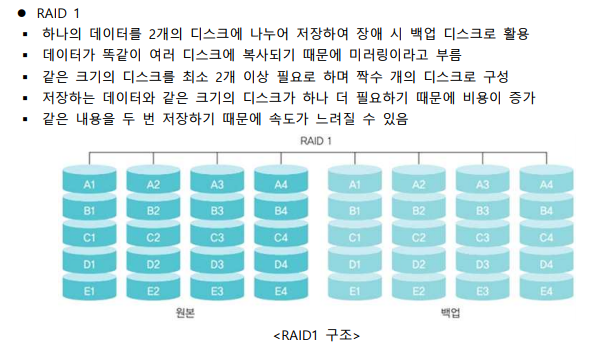 ● RAID 1
▪ 하나의 데이터를 2개의 디스크에 나누어 저장하여 장애 시 백업 디스크로 활용
▪ 데이터가 똑같이 여러 디스크에 복사되기 때문에 미러링이라고 부름
▪ 같은 크기의 디스크를 최소 2개 이상 필요로 하며 짝수 개의 디스크로 구성
▪ 저장하는 데이터와 같은 크기의 디스크가 하나 더 필요하기 때문에 비용이 증가
▪ 같은 내용을 두 번 저장하기 때문에 속도가 느려질 수 있음
RAID 1
A1 A2 A3 A4 A1 A2 A3 A4
B1 B2 B3 B4 B1 B2 B3 B4
C1 C2 C3 C4 C1 C2 C3 C4
D1 D2 D3 D4 D1 D2 D3 D4
E1 E2 E3 E4 E1 E2 E3 E4
원본 백업
<RAID1 구조>